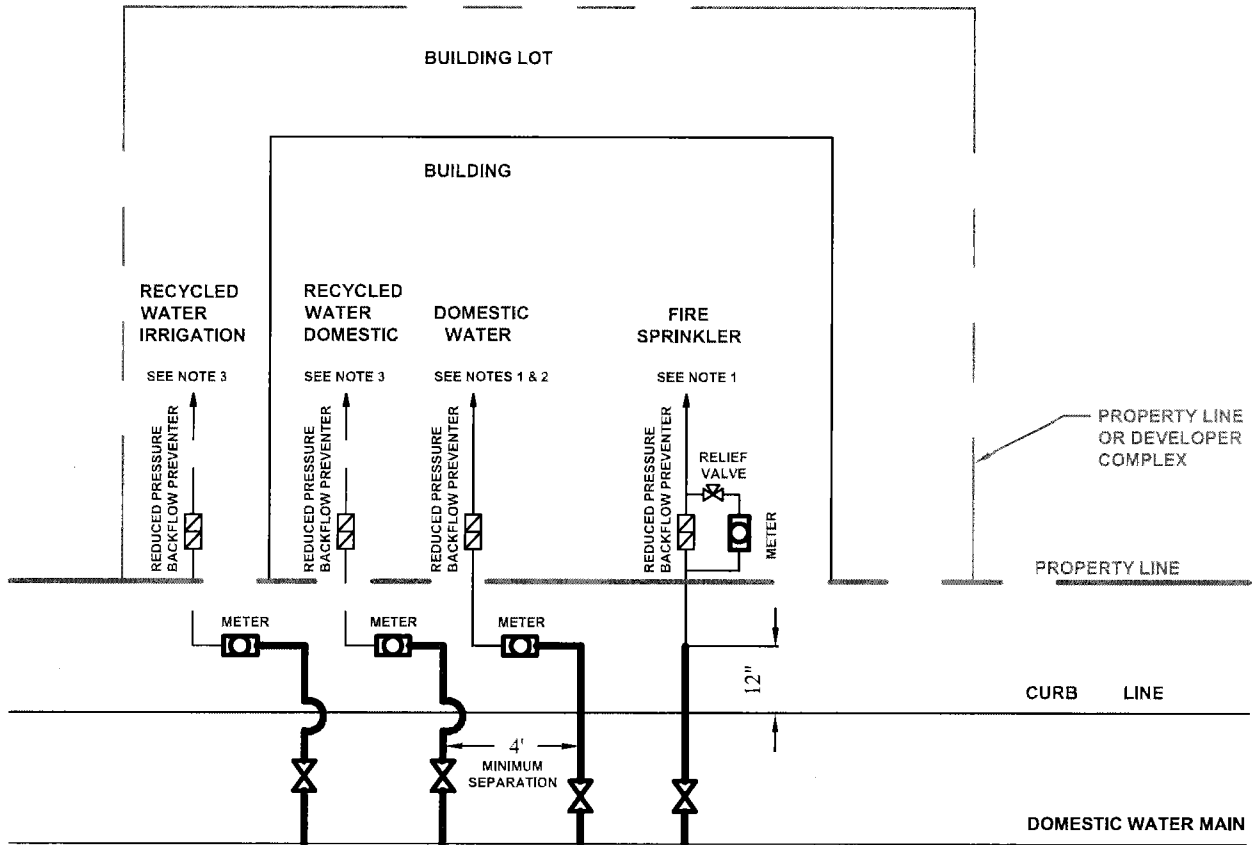 BUILDING LOT
BUILDING
RECYCLED
WATER
IRRIGATION
SEE NOTE 3
RECYCLED
WATER
DOMESTIC
SEE NOTE 3
DOMESTIC
WATER
SEE NOTES 1 & 2
FIRE
SPRINKLER
SEE NOTE 1
REDUCED PRESSURE
BACKFLOW PREVENTER
REDUCED PRESSURE
BACKFLOW PREVENTER
REDUCED PRESSURE
BACKFLOW PREVENTER
REDUCED PRESSURE
BACKFLOW PREVENTER
RELIEF
VALVE
METER
PROPERTY LINE
OR DEVELOPER
COMPLEX
PROPERTY LINE
METER
METER
METER
12"
CURB LINE
4'
MINIMUM
SEPARATION
DOMESTIC WATER MAIN